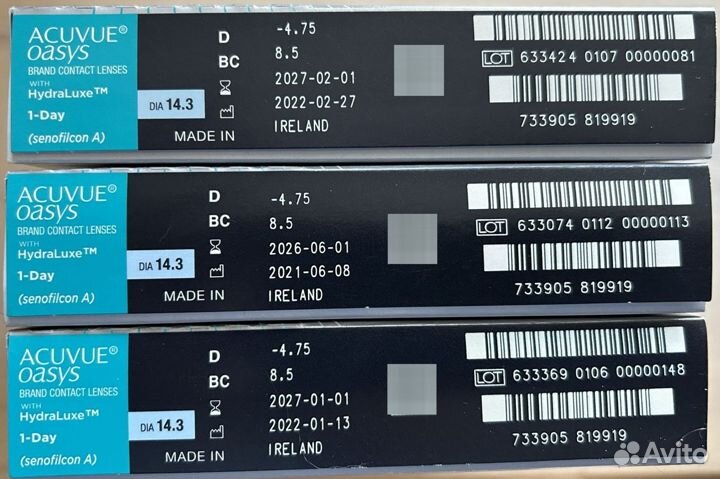 ACUVUE®
oasys
BRAND CONTACT LENSES
WITH
HydraLuxe™
1-Day
(senofilcon A)
DIA 14.3
D -4.75
BC 8.5
2027-02-01
2022-02-27
MADE IN IRELAND
LOT 633424 0107 00000081
733905 819919
ACUVUE®
oasys
BRAND CONTACT LENSES
WITH
HydraLuxe™
1-Day
(senofilcon A)
DIA 14.3
D -4.75
BC 8.5
2026-06-01
2021-06-08
MADE IN IRELAND
LOT 633074 0112 00000113
733905 819919
ACUVUE®
oasys
BRAND CONTACT LENSES
WITH
HydraLuxe™
1-Day
(senofilcon A)
DIA 14.3
D -4.75
BC 8.5
2027-01-01
2022-01-13
MADE IN IRELAND
LOT 633369 0106 00000148
733905 819919
Avito